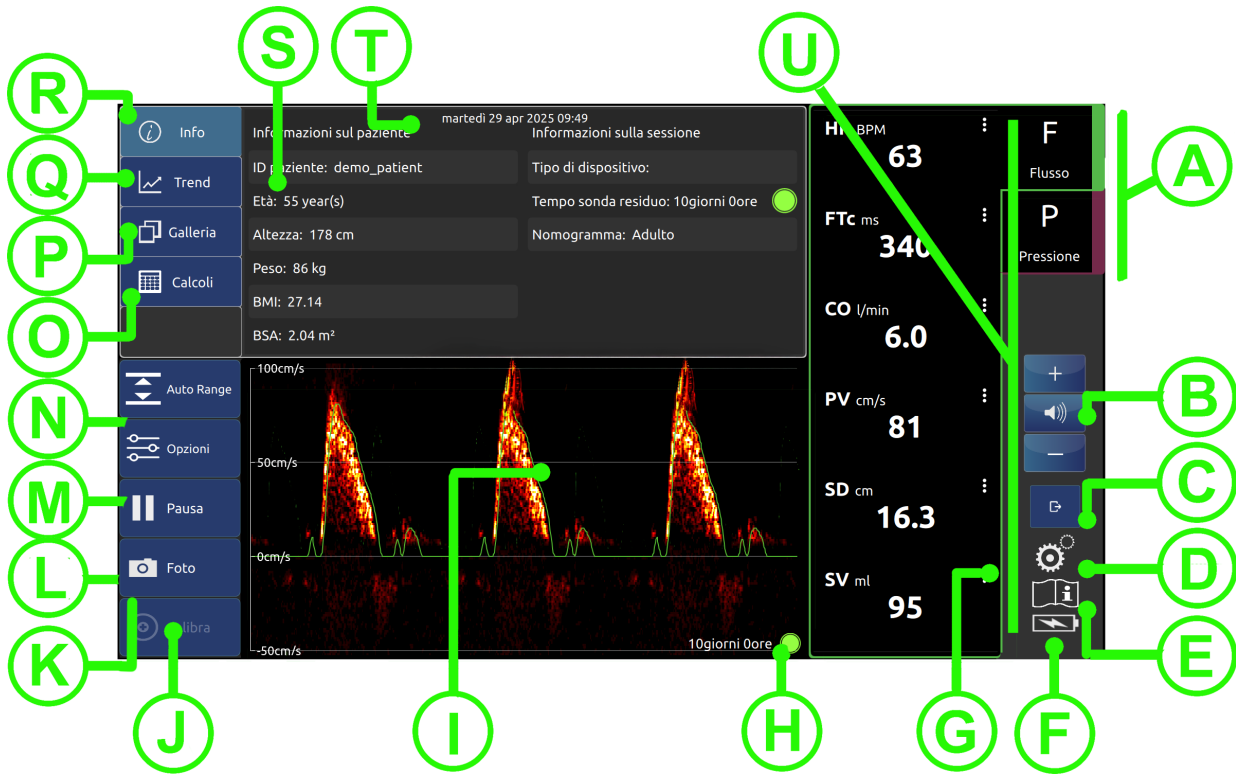 S
T
U
R
A
Q
P
O
N
M
L
K
J
I
H
G
F
E
D
C
B
Info
Trend
Galleria
Calcoli
martedì 29 apr 2025 09:49
Informazioni sul paziente
Informazioni sulla sessione
ID paziente: demo_patient
Tipo di dispositivo:
Età: 55 year(s)
Tempo sonda residuo: 10giorni 0ore
Altezza: 178 cm
Nomogramma: Adulto
Peso: 86 kg
BMI: 27.14
BSA: 2.04 m²
Auto Range
Opzioni
Pausa
Foto
100cm/s
50cm/s
0cm/s
-50cm/s
10giorni 0ore
HR BPM
63
FTc ms
340
CO l/min
6.0
PV cm/s
81
SD cm
16.3
SV ml
95
F
Flusso
P
Pressione
+
−